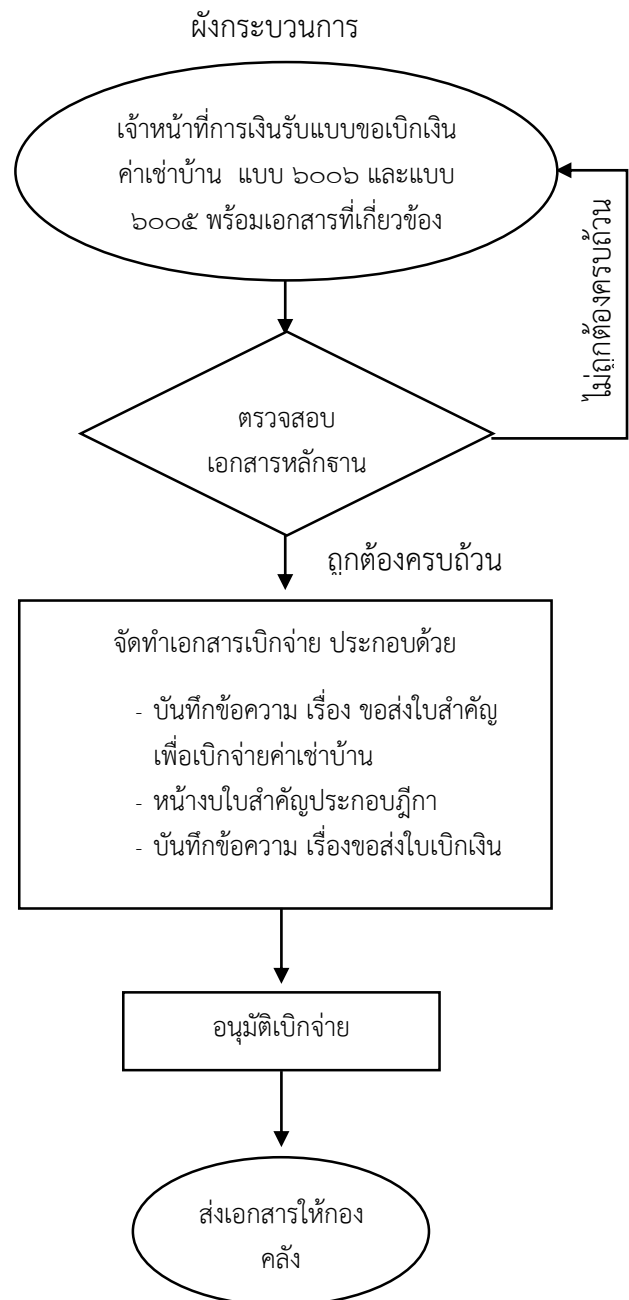 ผังกระบวนการ
เจ้าหน้าที่การเงินรับแบบขอเบิกเงิน
ค่าเช่าบ้าน แบบ ๖๐๐๖ และแบบ
๖๐๐๕ พร้อมเอกสารที่เกี่ยวข้อง
ไม่ถูกต้องครบถ้วน
ตรวจสอบ
เอกสารหลักฐาน
ถูกต้องครบถ้วน
จัดทำเอกสารเบิกจ่าย ประกอบด้วย
- บันทึกข้อความ เรื่อง ขอส่งใบสำคัญ
เพื่อเบิกจ่ายค่าเช่าบ้าน
- หน้างบใบสำคัญประกอบฎีกา
- บันทึกข้อความ เรื่องขอส่งใบเบิกเงิน
อนุมัติเบิกจ่าย
ส่งเอกสารให้กอง
คลัง